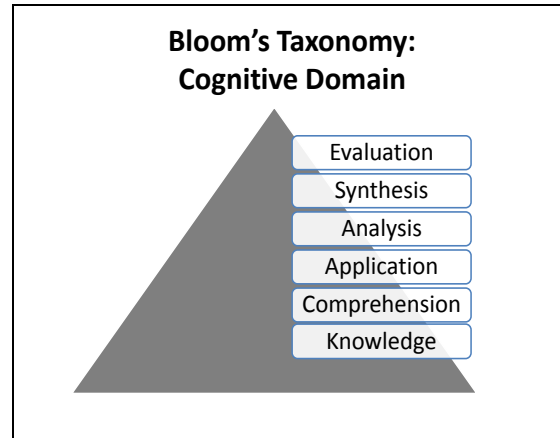 Bloom’s Taxonomy:
Cognitive Domain
Evaluation
Synthesis
Analysis
Application
Comprehension
Knowledge